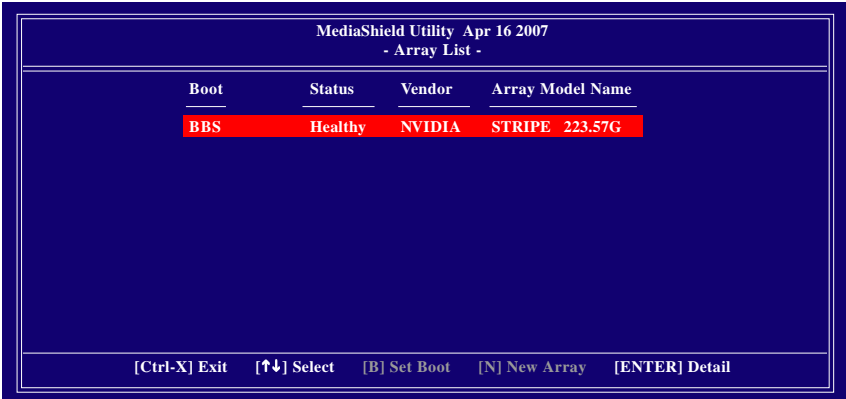 MediaShield Utility Apr 16 2007
- Array List -
Boot Status Vendor Array Model Name
BBS Healthy NVIDIA STRIPE 223.57G
[Ctrl-X] Exit [↑↓] Select [B] Set Boot [N] New Array [ENTER] Detail